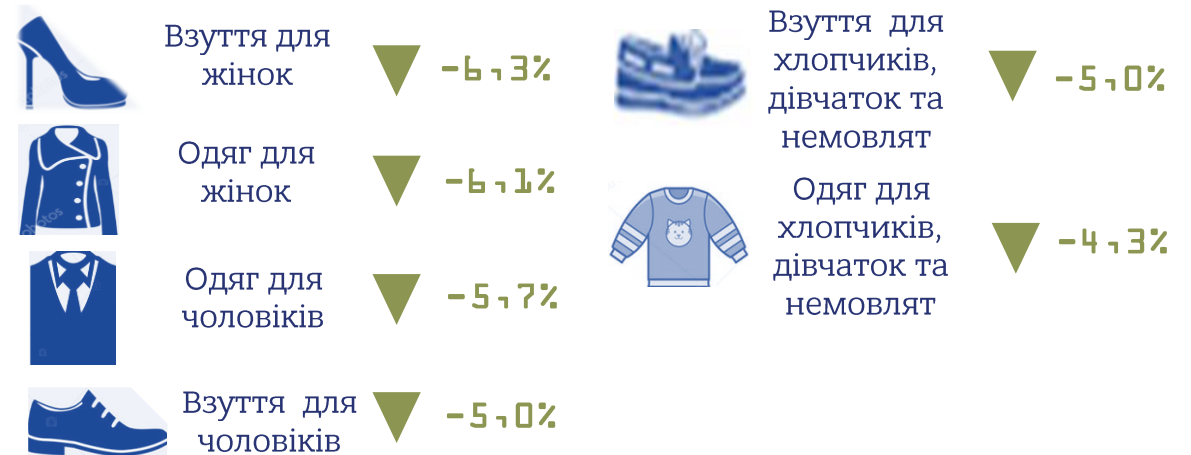 Взуття для
жінок
-6,3%
Одяг для
жінок
-6,1%
Одяг для
чоловіків
-5,7%
Взуття для
чоловіків
-5,0%
Взуття для
хлопчиків,
дівчаток та
немовлят
-5,0%
Одяг для
хлопчиків,
дівчаток та
немовлят
-4,3%